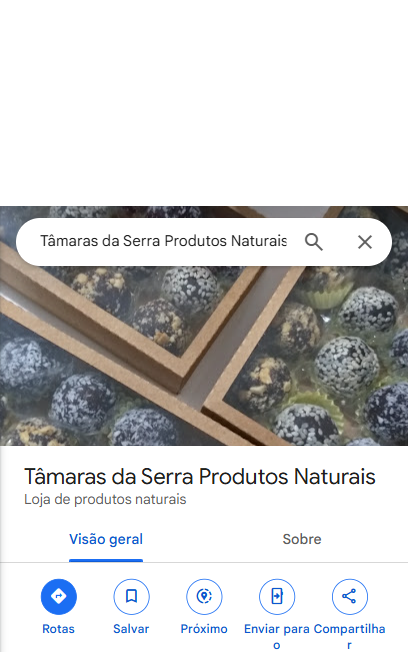 Tâmaras da Serra Produtos Naturais
Tâmaras da Serra Produtos Naturais
Loja de produtos naturais
Visão geral
Sobre
Rotas
Salvar
Próximo
Enviar para o
Compartilhar